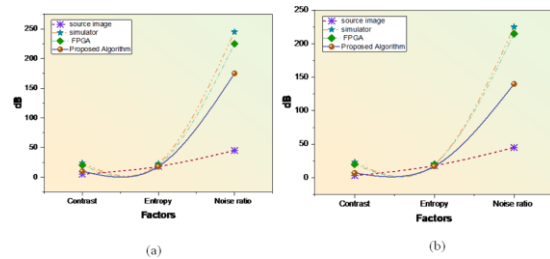 source image
simulator
FPGA
Proposed Algorithm
250
200
150
100
50
0
dB
Contrast
Entropy
Noise ratio
Factors
(a)
source image
simulator
FPGA
Proposed Algorithm
250
200
150
100
50
0
dB
Contrast
Entropy
Noise ratio
Factors
(b)